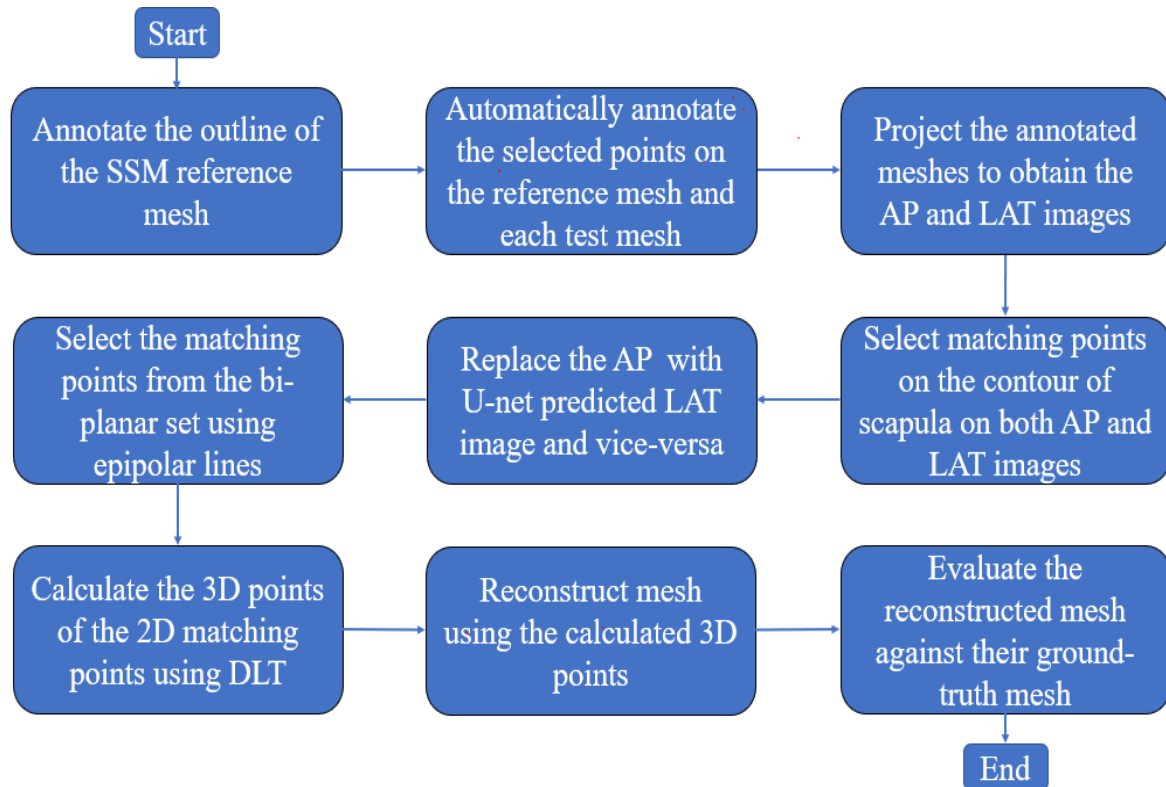 Start
Annotate the outline of
the SSM reference
mesh
Automatically annotate
the selected points on
the reference mesh and
each test mesh
Project the annotated
meshes to obtain the
AP and LAT images
Select matching points
on the contour of
scapula on both AP and
LAT images
Replace the AP with
U-net predicted LAT
image and vice-versa
Select the matching
points from the bi-
planar set using
epipolar lines
Calculate the 3D points
of the 2D matching
points using DLT
Reconstruct mesh
using the calculated 3D
points
Evaluate the
reconstructed mesh
against their ground-
truth mesh
End